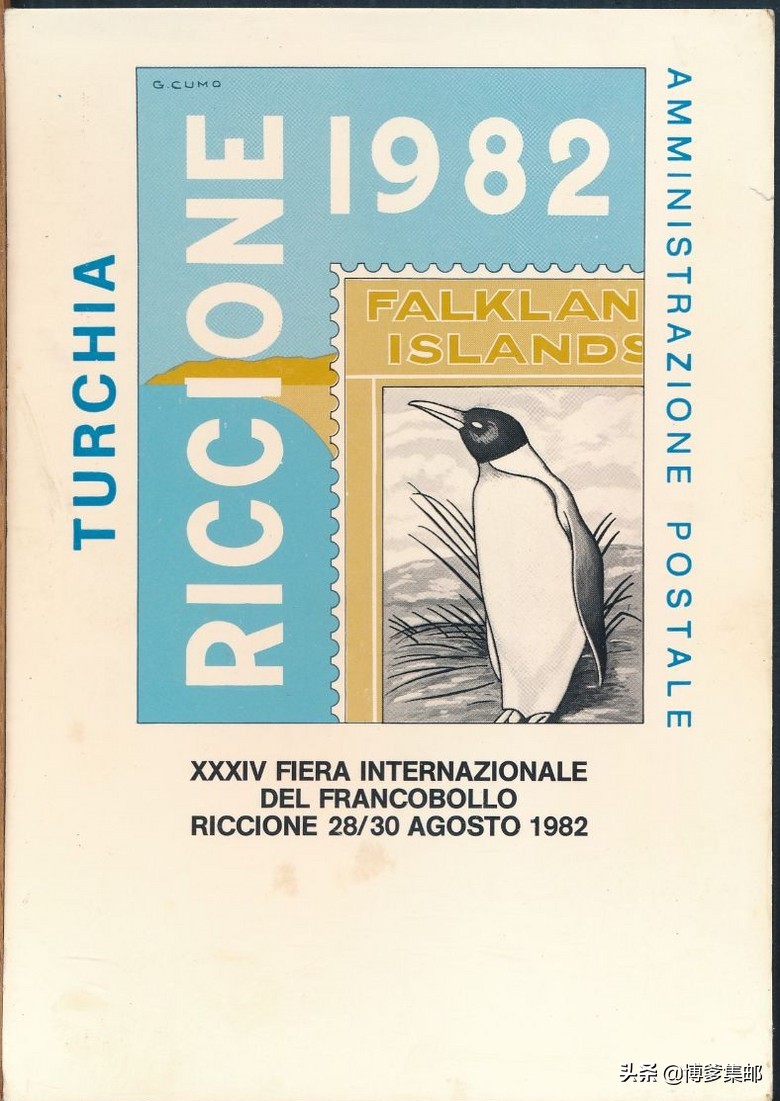 G. CUMO
RICCIONE
1982
FALKLAN
ISLANDS
TURCHIA
AMMINISTRAZIONE POSTALE
XXXIV FIERA INTERNAZIONALE
DEL FRANCOBOLLO
RICCIONE 28/30 AGOSTO 1982
头条 @博爹集邮